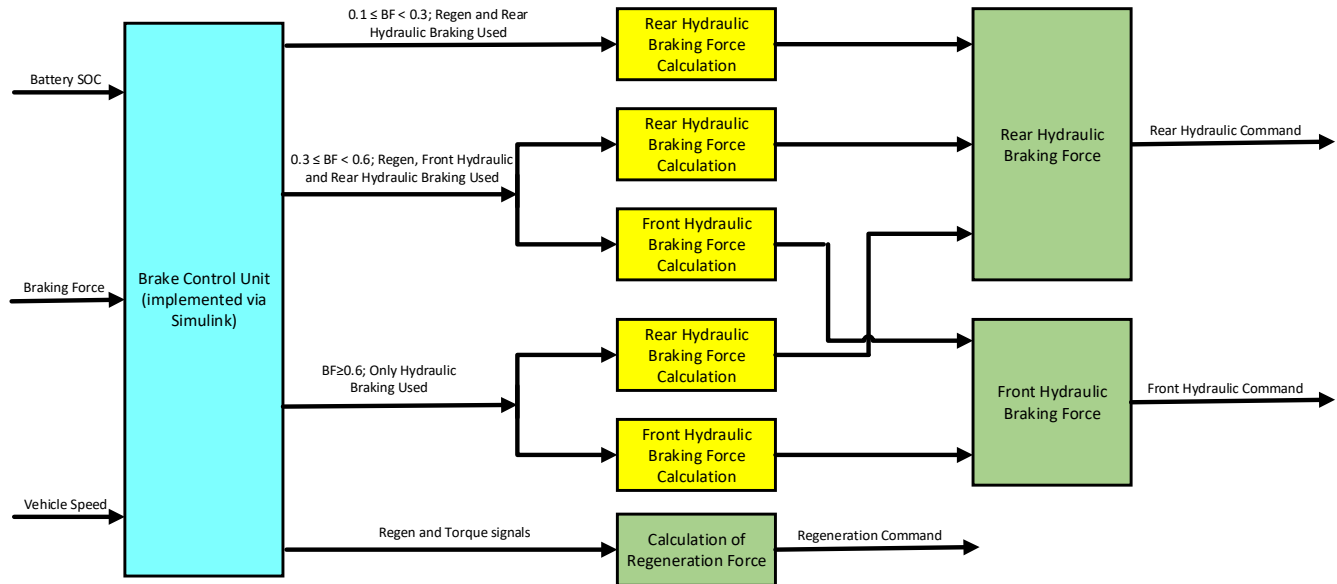 0.1 ≤ BF < 0.3; Regen and Rear
Hydraulic Braking Used
Rear Hydraulic
Braking Force
Calculation
Battery SOC
Rear Hydraulic
Braking Force
Calculation
Rear Hydraulic
Braking Force
Rear Hydraulic Command
0.3 ≤ BF < 0.6; Regen, Front Hydraulic
and Rear Hydraulic Braking Used
Front Hydraulic
Braking Force
Calculation
Braking Force
Brake Control Unit
(implemented via
Simulink)
Rear Hydraulic
Braking Force
Calculation
BF≥0.6; Only Hydraulic
Braking Used
Front Hydraulic
Braking Force
Front Hydraulic Command
Front Hydraulic
Braking Force
Calculation
Vehicle Speed
Regen and Torque signals
Calculation of
Regeneration Force
Regeneration Command